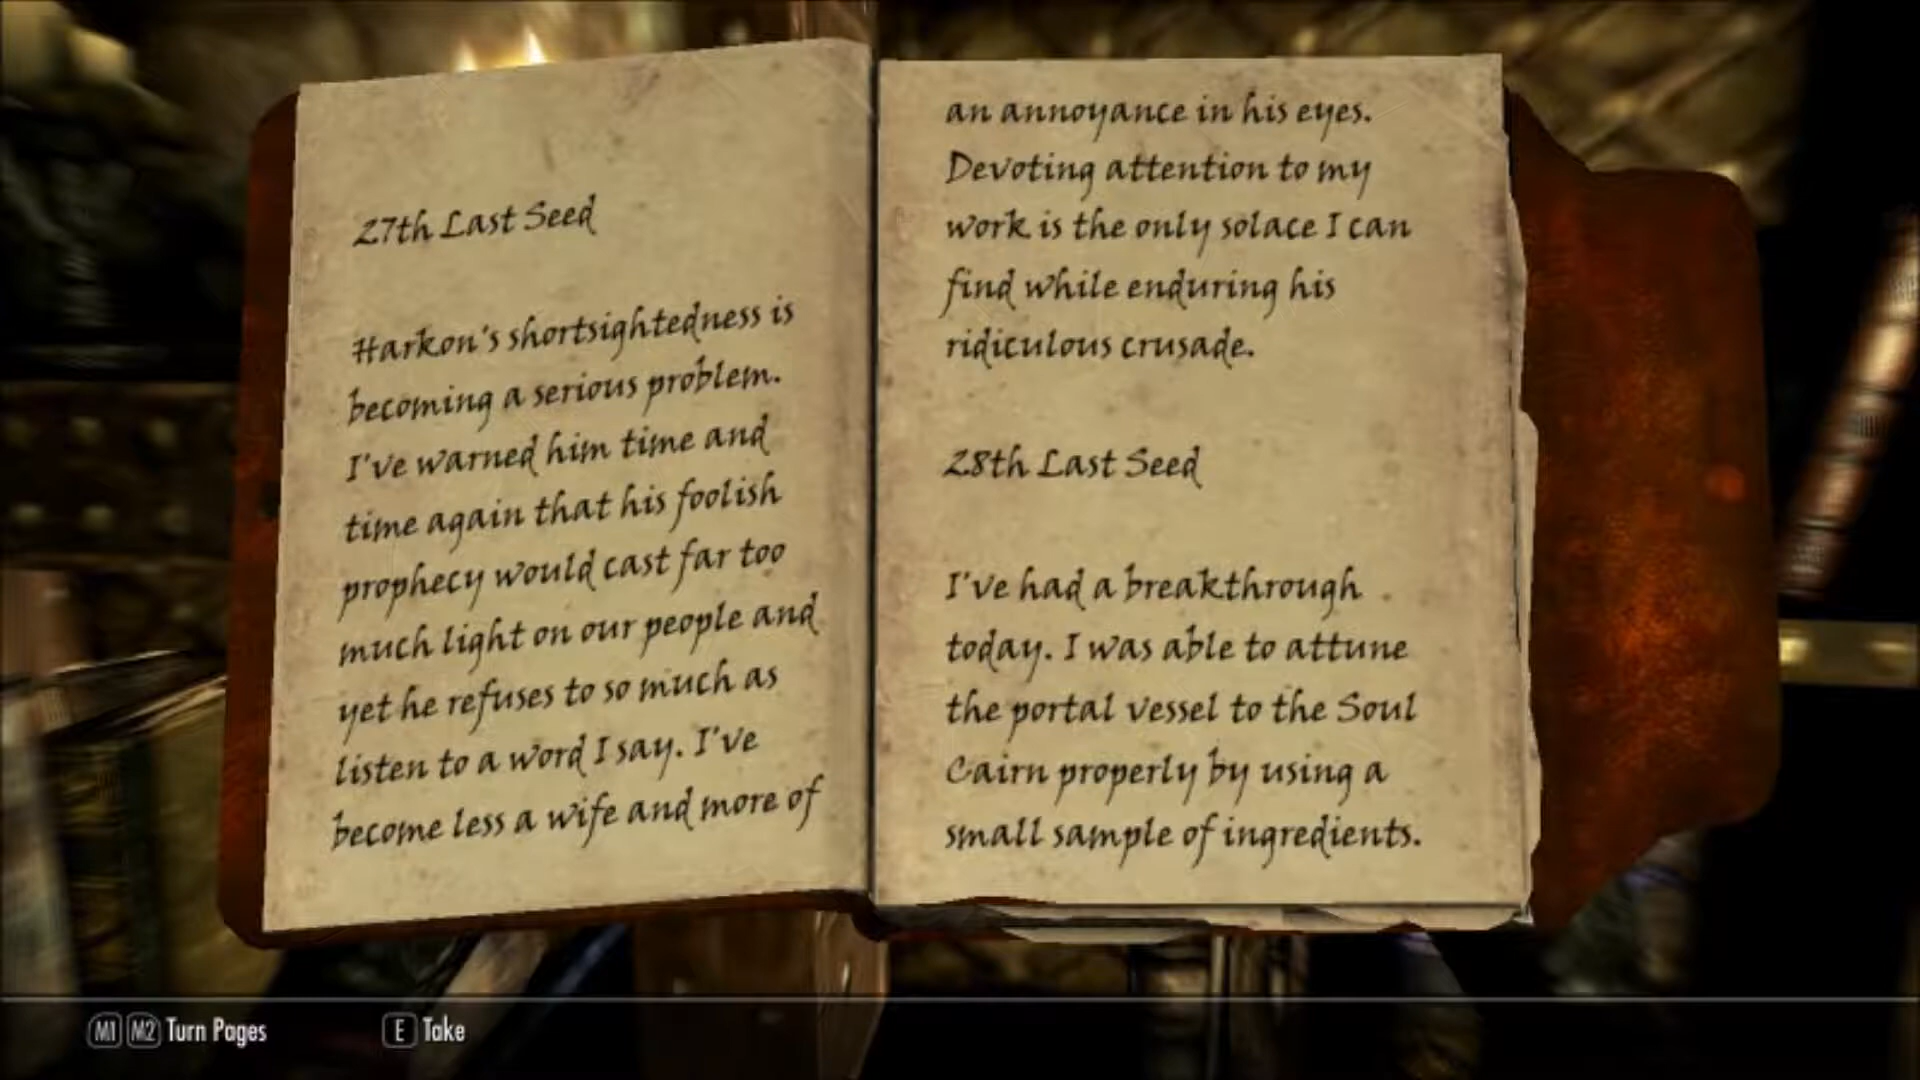 27th Last Seed
Harkon's shortsightedness is
becoming a serious problem.
I've warned him time and
time again that his foolish
prophecy would cast far too
much light on our people and
yet he refuses to so much as
listen to a word I say. I've
become less a wife and more of
an annoyance in his eyes.
Devoting attention to my
work is the only solace I can
find while enduring his
ridiculous crusade.
28th Last Seed
I've had a breakthrough
today. I was able to attune
the portal vessel to the Soul
Cairn properly by using a
small sample of ingredients.
M1 M2 Turn Pages
E Take